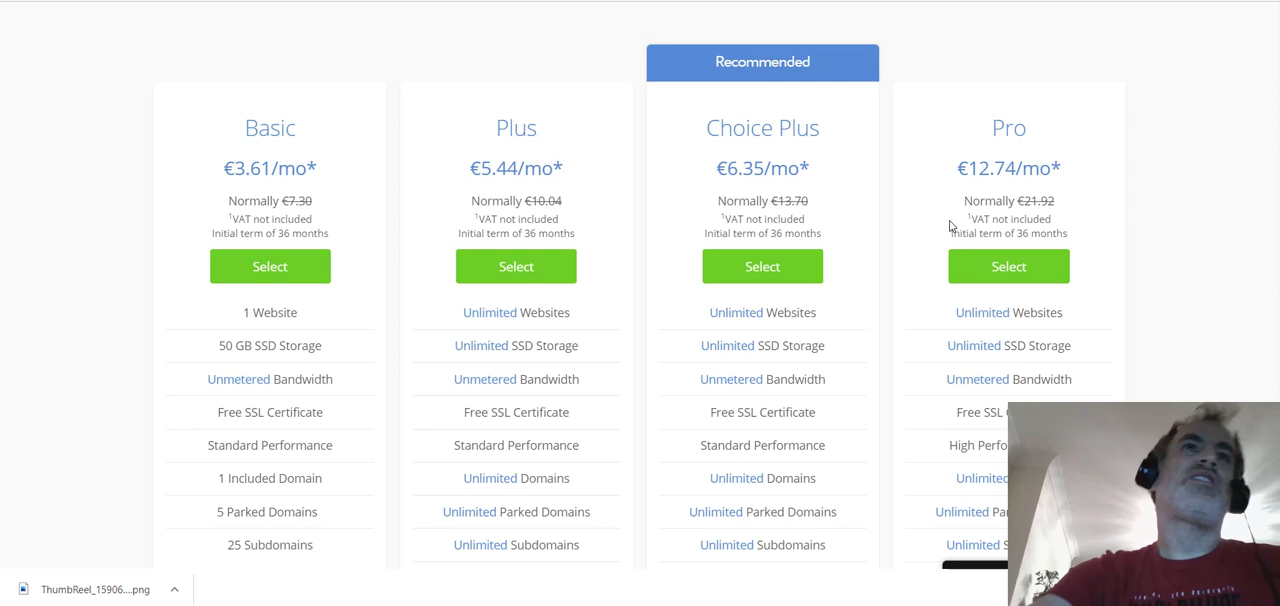 Recommended
Basic
€3.61/mo*
Normally €7.30
¹VAT not included
Initial term of 36 months
Select
1 Website
50 GB SSD Storage
Unmetered Bandwidth
Free SSL Certificate
Standard Performance
1 Included Domain
5 Parked Domains
25 Subdomains
Plus
€5.44/mo*
Normally €10.04
¹VAT not included
Initial term of 36 months
Select
Unlimited Websites
Unlimited SSD Storage
Unmetered Bandwidth
Free SSL Certificate
Standard Performance
Unlimited Domains
Unlimited Parked Domains
Unlimited Subdomains
Choice Plus
€6.35/mo*
Normally €13.70
¹VAT not included
Initial term of 36 months
Select
Unlimited Websites
Unlimited SSD Storage
Unmetered Bandwidth
Free SSL Certificate
Standard Performance
Unlimited Domains
Unlimited Parked Domains
Unlimited Subdomains
Pro
€12.74/mo*
Normally €21.92
¹VAT not included
Initial term of 36 months
Select
Unlimited Websites
Unlimited SSD Storage
Unmetered Bandwidth
Free SSL
High
Unlimited
Unlimited
Unlimited
ThumbReel_15906....png